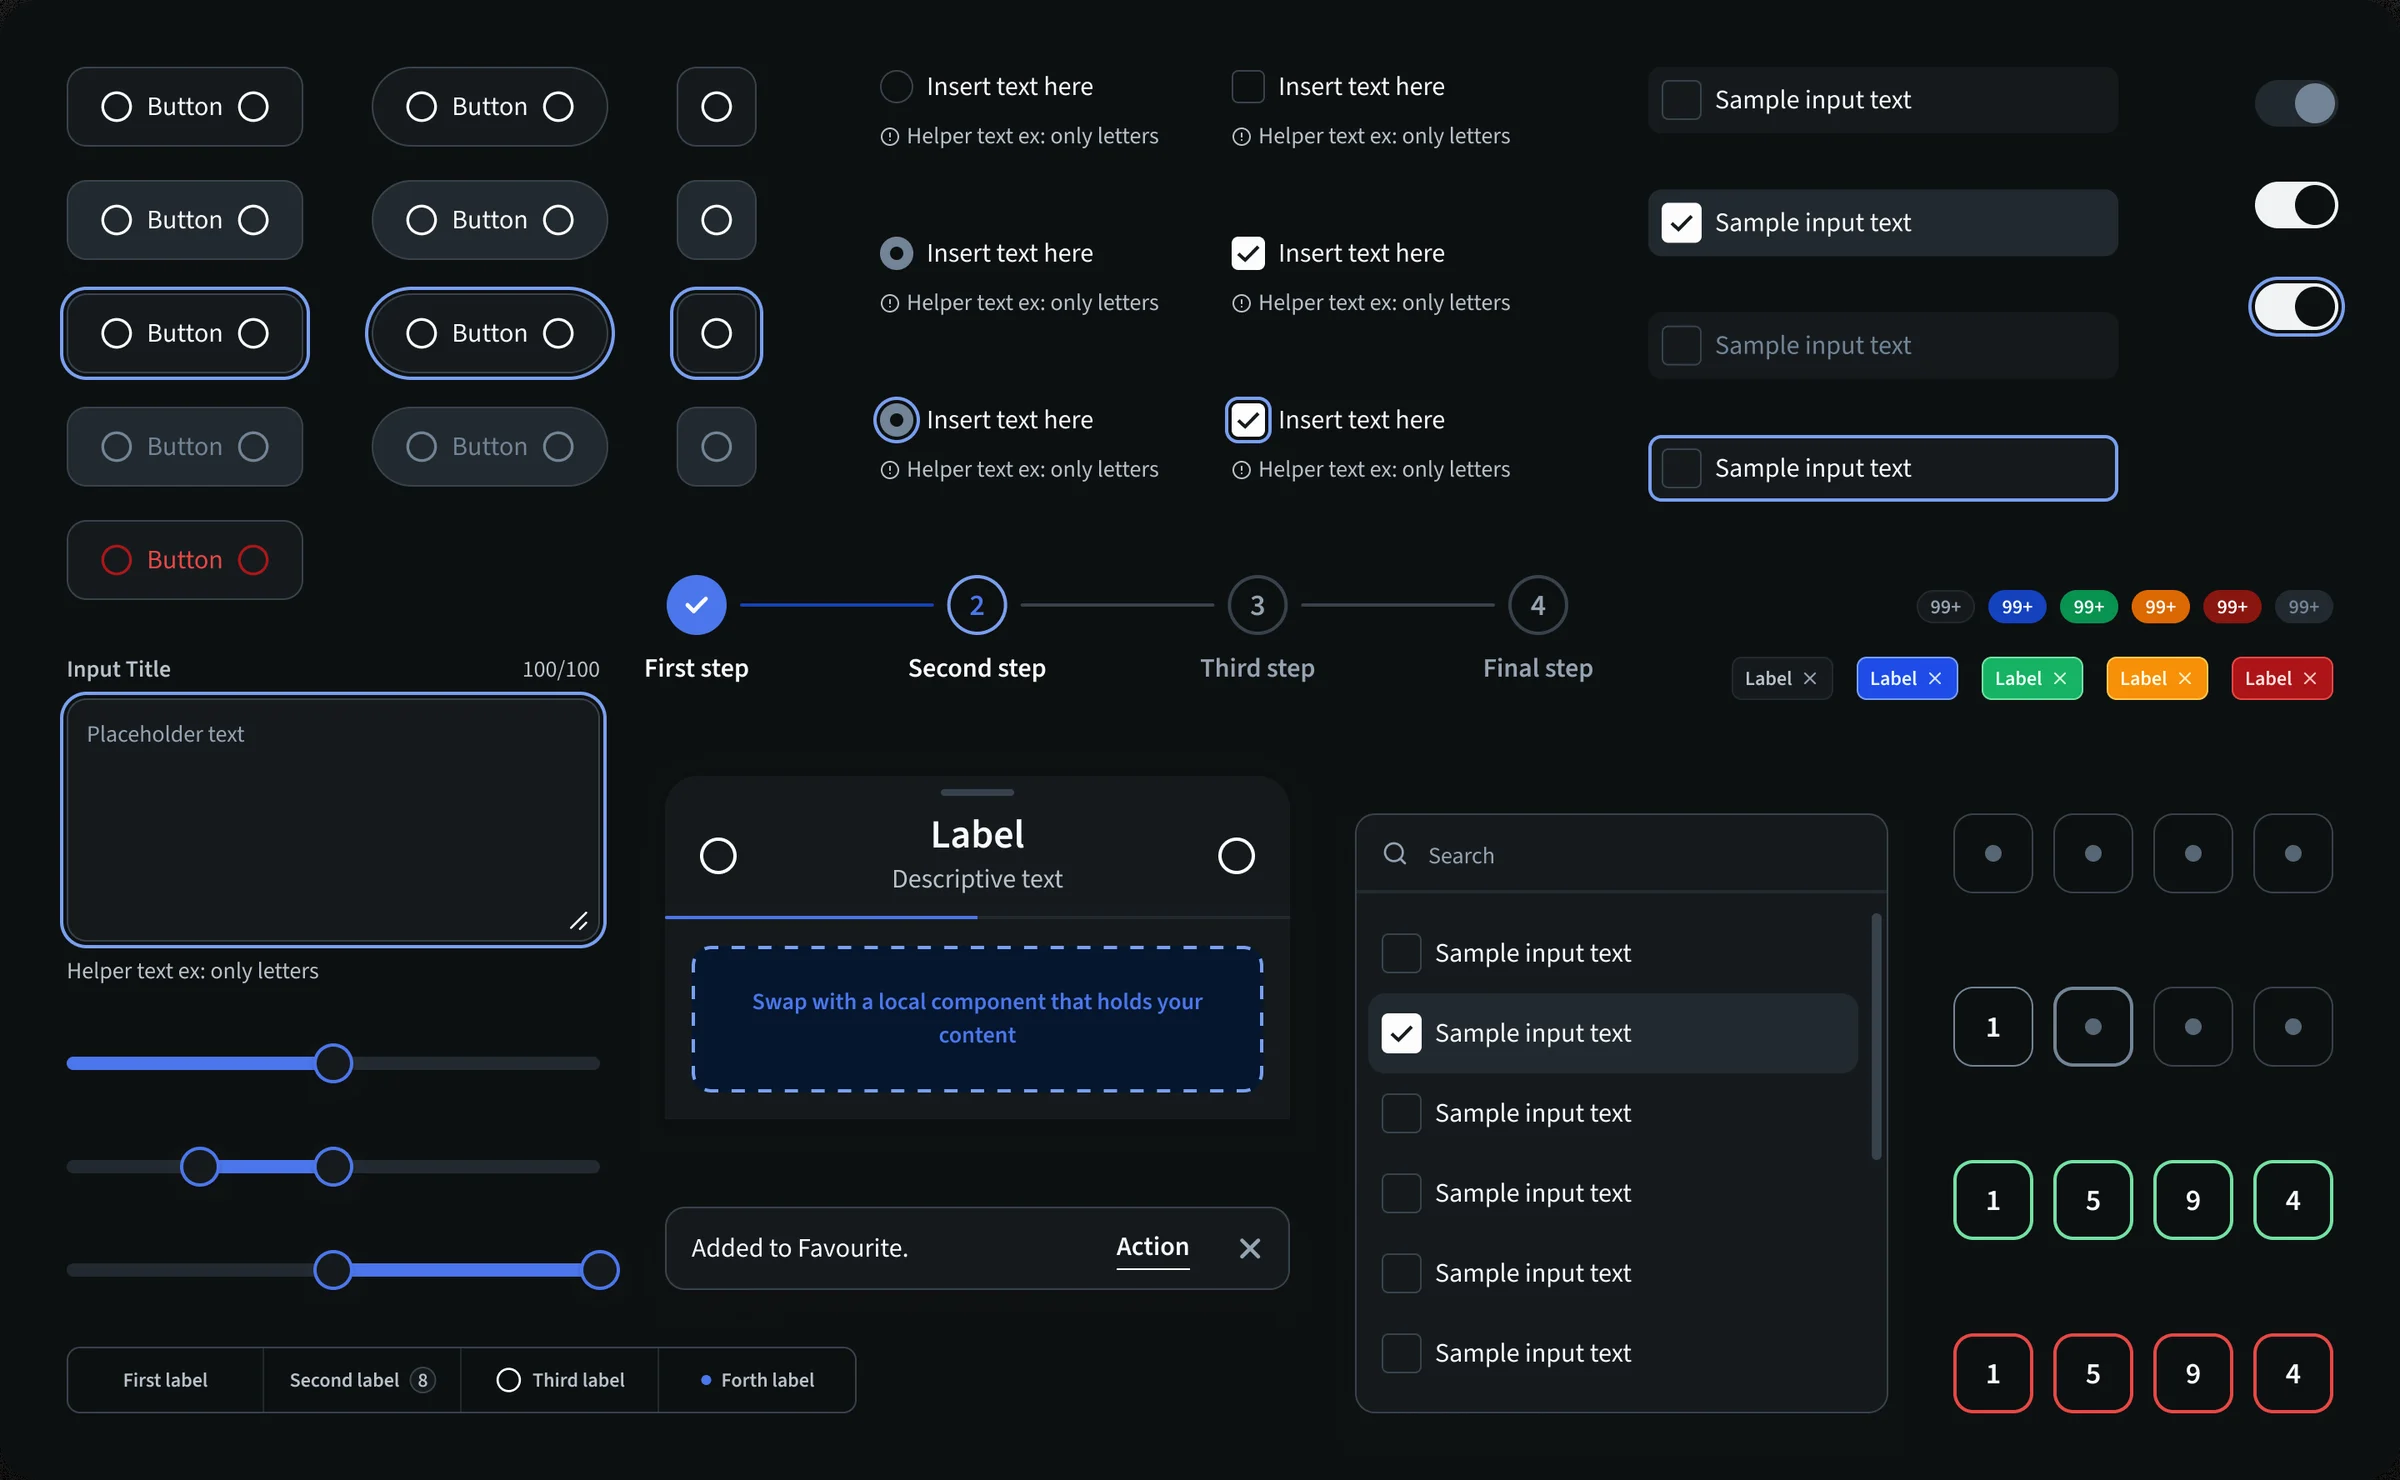 Button
Button
Button
Button
Button
Button
Button
Button
Button
Insert text here
Helper text ex: only letters
Insert text here
Helper text ex: only letters
Insert text here
Helper text ex: only letters
Insert text here
Helper text ex: only letters
Insert text here
Helper text ex: only letters
Insert text here
Helper text ex: only letters
Sample input text
Sample input text
Sample input text
Sample input text
2
3
4
First step
Second step
Third step
Final step
99+
99+
99+
99+
99+
99+
Label
Label
Label
Label
Label
Input Title
100/100
Placeholder text
Helper text ex: only letters
Label
Descriptive text
Swap with a local component that holds your
content
Added to Favourite.
Action
First label
Second label 8
Third label
Forth label
Search
Sample input text
Sample input text
Sample input text
Sample input text
Sample input text
Sample input text
1
1 5 9 4
1 5 9 4